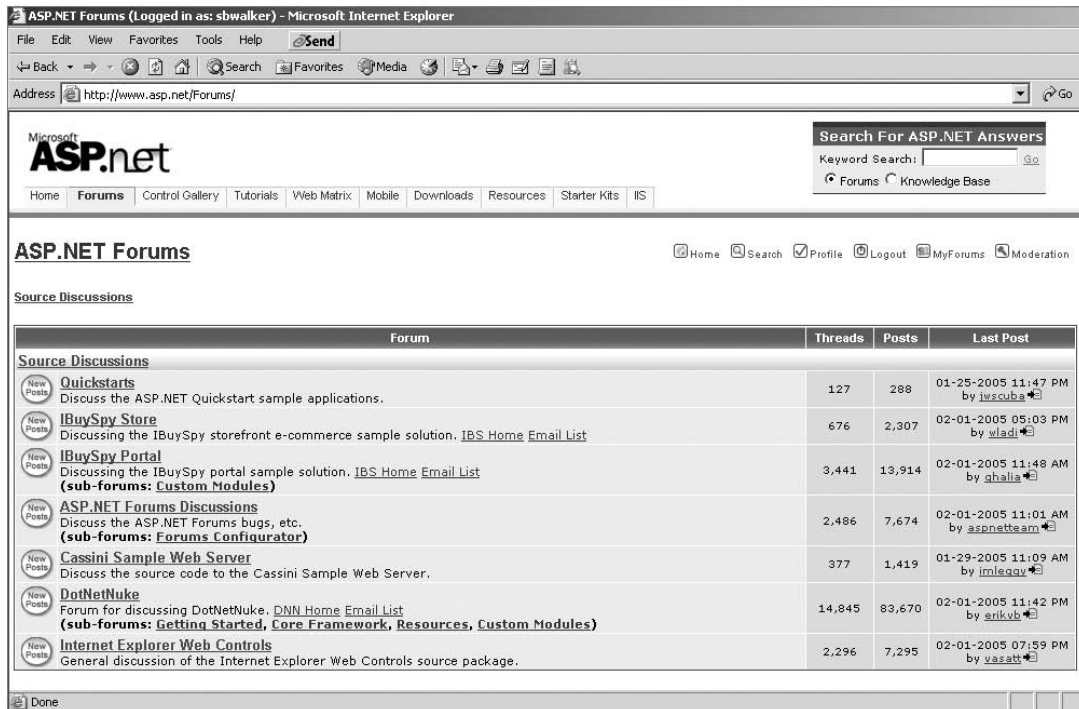 ASP.NET Forums (Logged in as: sbwalker) - Microsoft Internet Explorer
File Edit View Favorites Tools Help Send
Back Search Favorites Media
Address http://www.asp.net/Forums/ Go
Microsoft
ASP.net
Search For ASP.NET Answers
Keyword Search: Go
Forums Knowledge Base
Home Forums Control Gallery Tutorials Web Matrix Mobile Downloads Resources Starter Kits IIS
ASP.NET Forums
Home Search Profile Logout MyForums Moderation
Source Discussions
Forum Threads Posts Last Post
Source Discussions
New Posts Quickstarts
Discuss the ASP.NET Quickstart sample applications.
127 288 01-25-2005 11:47 PM
by jwscuba
New Posts IBuySpy Store
Discussing the IBuySpy storefront e-commerce sample solution. IBS Home Email List
676 2,307 02-01-2005 05:03 PM
by wladi
New Posts IBuySpy Portal
Discussing the IBuySpy portal sample solution. IBS Home Email List
(sub-forums: Custom Modules)
3,441 13,914 02-01-2005 11:48 AM
by ghalia
New Posts ASP.NET Forums Discussions
Discuss the ASP.NET Forums bugs, etc.
(sub-forums: Forums Configurator)
2,486 7,674 02-01-2005 11:01 AM
by aspnetteam
New Posts Cassini Sample Web Server
Discuss the source code to the Cassini Sample Web Server.
377 1,419 01-29-2005 11:09 AM
by imleggy
New Posts DotNetNuke
Forum for discussing DotNetNuke. DNN Home Email List
(sub-forums: Getting Started, Core Framework, Resources, Custom Modules)
14,845 83,670 02-01-2005 11:42 PM
by erikvb
New Posts Internet Explorer Web Controls
General discussion of the Internet Explorer Web Controls source package.
2,296 7,295 02-01-2005 07:59 PM
by vasatt
Done